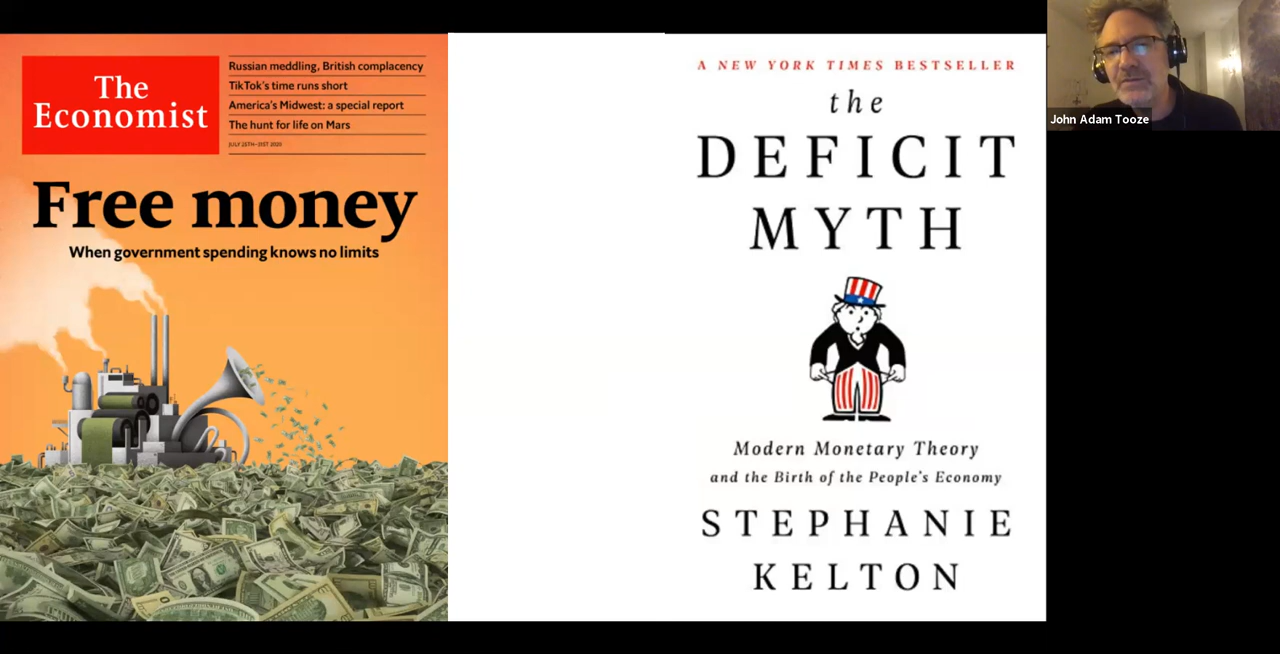 The
Economist
Russian meddling, British complacency
TikTok's time runs short
America's Midwest: a special report
The hunt for life on Mars
JULY 25TH–31ST 2020
Free money
When government spending knows no limits
A NEW YORK TIMES BESTSELLER
the
DEFICIT
MYTH
Modern Monetary Theory
and the Birth of the People's Economy
STEPHANIE
KELTON
John Adam Tooze